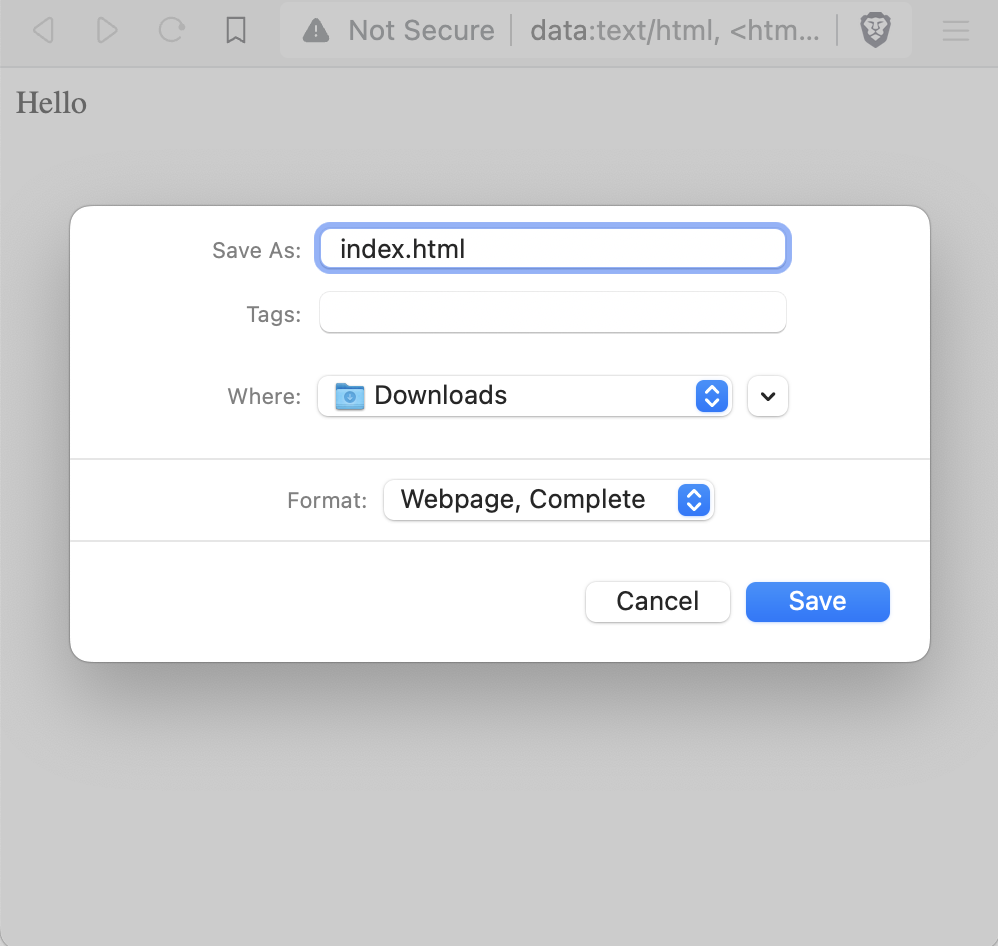 Not Secure data:text/html, <htm...
Hello
Save As: index.html
Tags:
Where: Downloads
Format: Webpage, Complete
Cancel Save